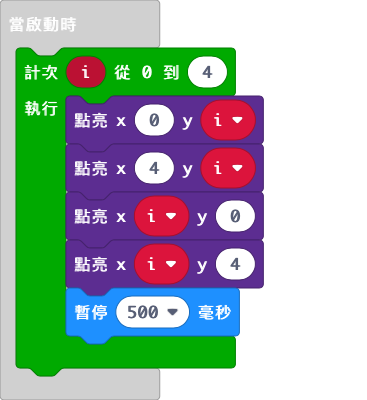 當啟動時
計次 i 從 0 到 4
執行
點亮 x 0 y i
點亮 x 4 y i
點亮 x i y 0
點亮 x i y 4
暫停 500 毫秒